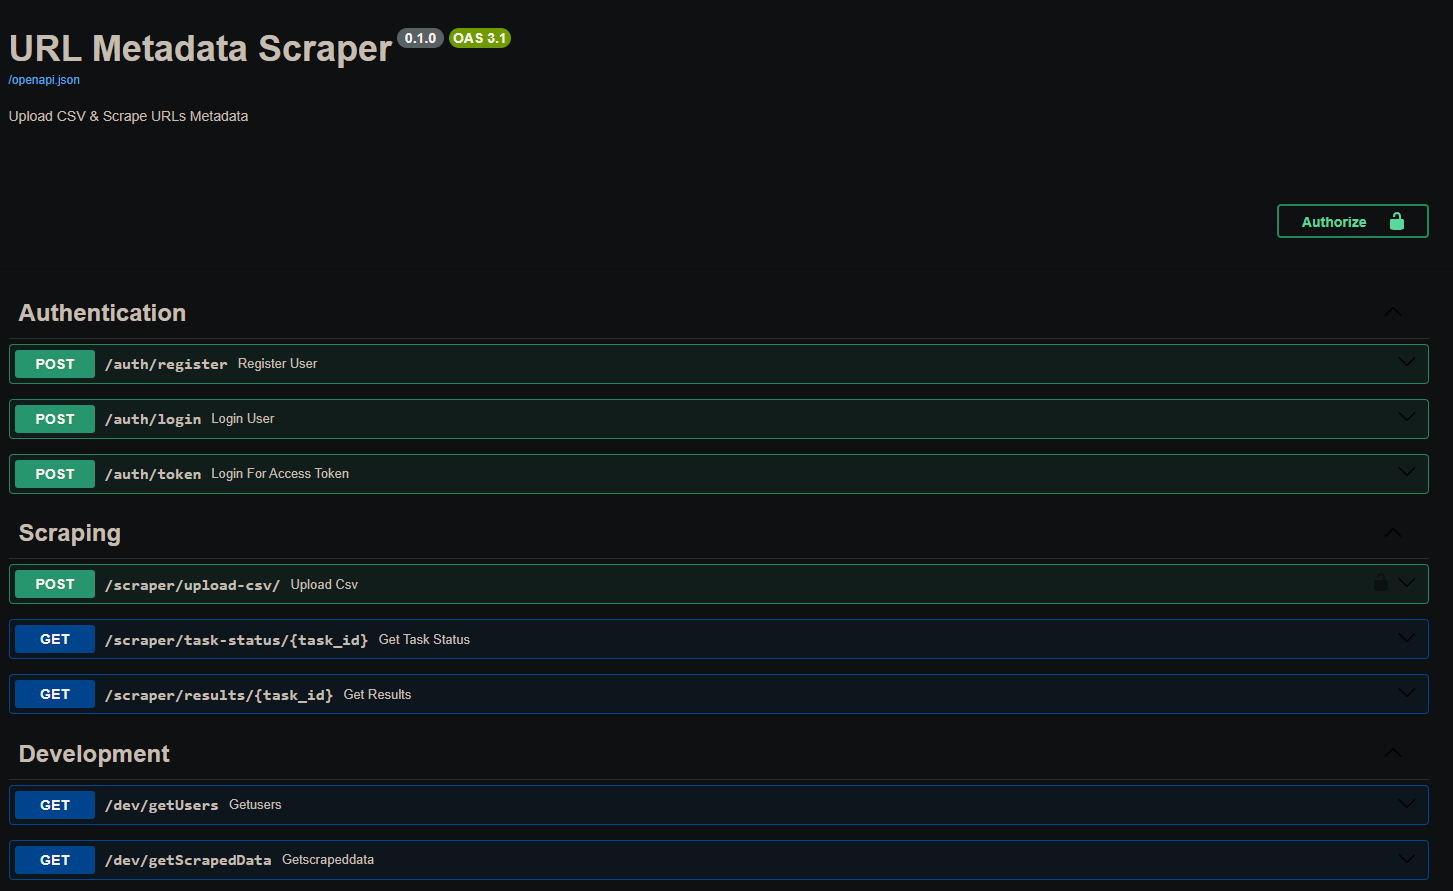 URL Metadata Scraper 0.1.0 OAS 3.1
/openapi.json
Upload CSV & Scrape URLs Metadata
Authorize
Authentication
POST /auth/register Register User
POST /auth/login Login User
POST /auth/token Login For Access Token
Scraping
POST /scraper/upload-csv/ Upload Csv
GET /scraper/task-status/{task_id} Get Task Status
GET /scraper/results/{task_id} Get Results
Development
GET /dev/getUsers Getusers
GET /dev/getScrapedData Getscrapeddata